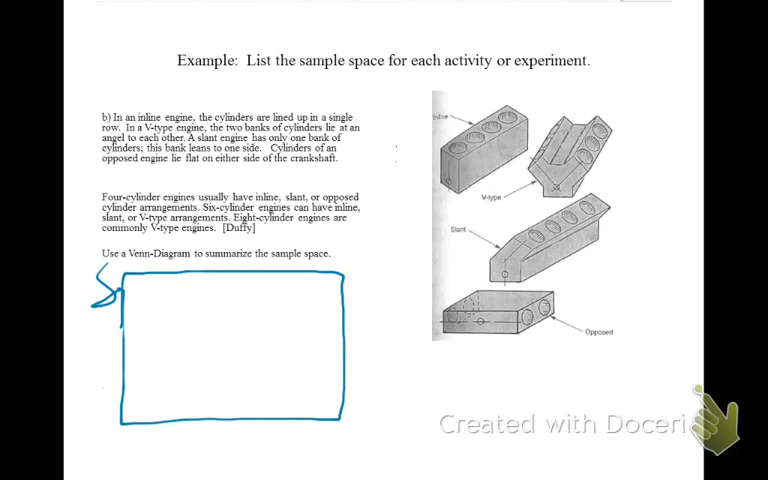 Example: List the sample space for each activity or experiment.
b) In an inline engine, the cylinders are lined up in a single
row. In a V-type engine, the two banks of cylinders lie at an
angel to each other. A slant engine has only one bank of
cylinders; this bank leans to one side. Cylinders of an
opposed engine lie flat on either side of the crankshaft.
Four-cylinder engines usually have inline, slant, or opposed
cylinder arrangements. Six-cylinder engines can have inline,
slant, or V-type arrangements. Eight-cylinder engines are
commonly V-type engines. [Duffy]
Use a Venn-Diagram to summarize the sample space.
S
Inline
V-type
Slant
Opposed
Created with Doceri